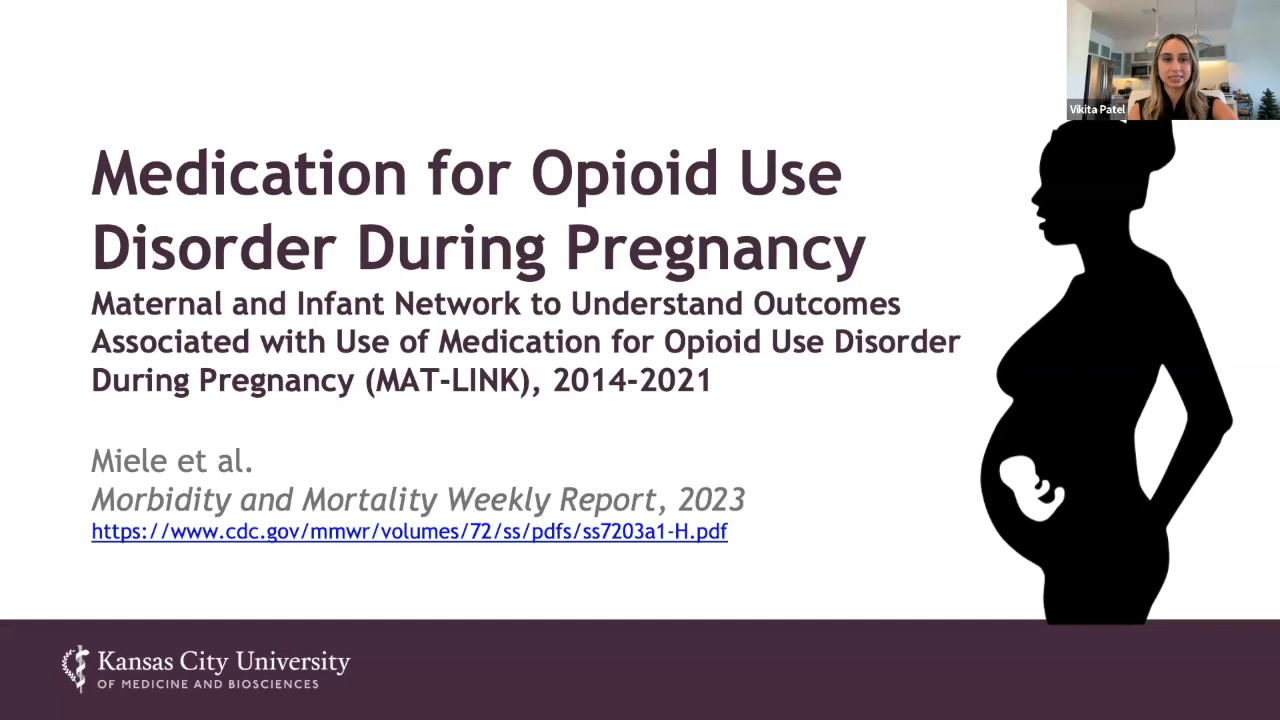 Vikita Patel
Medication for Opioid Use
Disorder During Pregnancy
Maternal and Infant Network to Understand Outcomes
Associated with Use of Medication for Opioid Use Disorder
During Pregnancy (MAT-LINK), 2014-2021
Miele et al.
Morbidity and Mortality Weekly Report, 2023
https://www.cdc.gov/mmwr/volumes/72/ss/pdfs/ss7203a1-H.pdf
Kansas City University
OF MEDICINE AND BIOSCIENCES